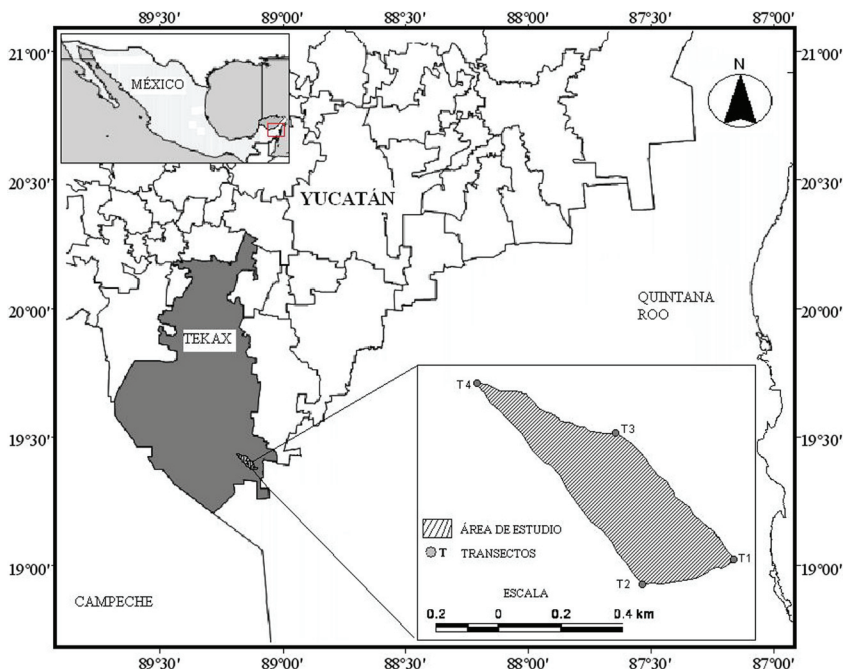 89°30' 89°00' 88°30' 88°00' 87°30' 87°00'
21°00' 21°00'
MÉXICO
N
20°30' 20°30'
YUCATÁN
20°00' 20°00'
QUINTANA
ROO
TEKAX
T4
T3
19°30' 19°30'
ÁREA DE ESTUDIO
T TRANSECTOS
T1
T2
19°00' 19°00'
ESCALA
CAMPECHE
0.2 0 0.2 0.4 km
89°30' 89°00' 88°30' 88°00' 87°30' 87°00'